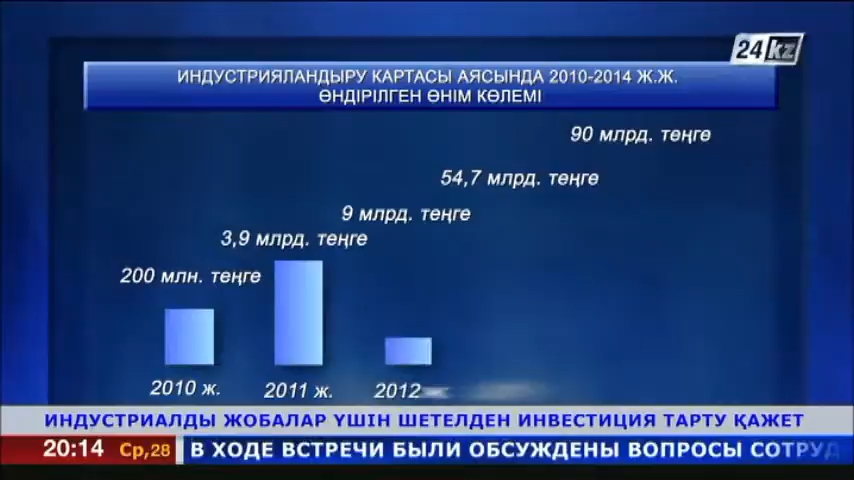 24kz
ИНДУСТРИЯЛАНДЫРУ КАРТАСЫ АЯСЫНДА 2010-2014 Ж.Ж.
ӨНДІРІЛГЕН ӨНІМ КӨЛЕМІ
90 млрд. теңге
54,7 млрд. теңге
9 млрд. теңге
3,9 млрд. теңге
200 млн. теңге
2010 ж.
2011 ж.
2012
ИНДУСТРИАЛДЫ ЖОБАЛАР ҮШІН ШЕТЕЛДЕН ИНВЕСТИЦИЯ ТАРТУ ҚАЖЕТ
20:14 Ср,28 В ХОДЕ ВСТРЕЧИ БЫЛИ ОБСУЖДЕНЫ ВОПРОСЫ СОТРУД